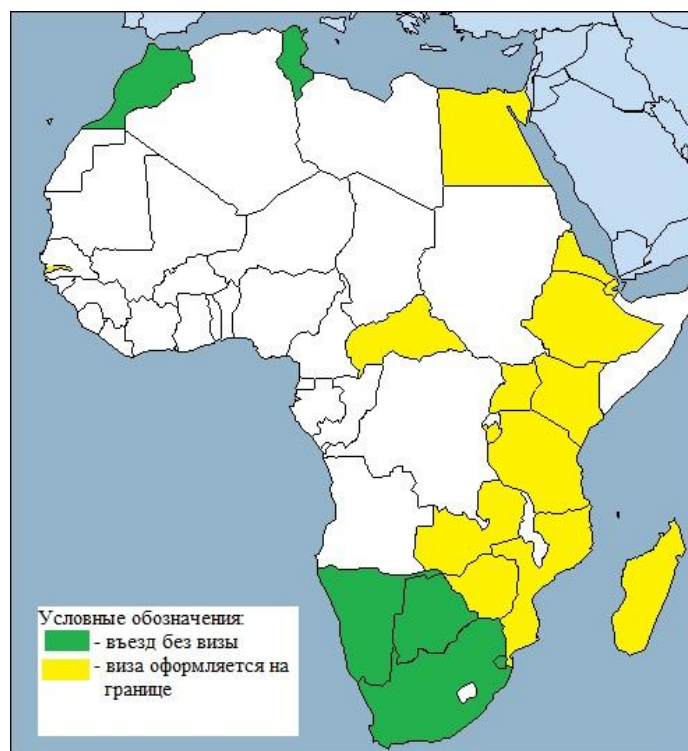 Условные обозначения:
- въезд без визы
- виза оформляется на
границе